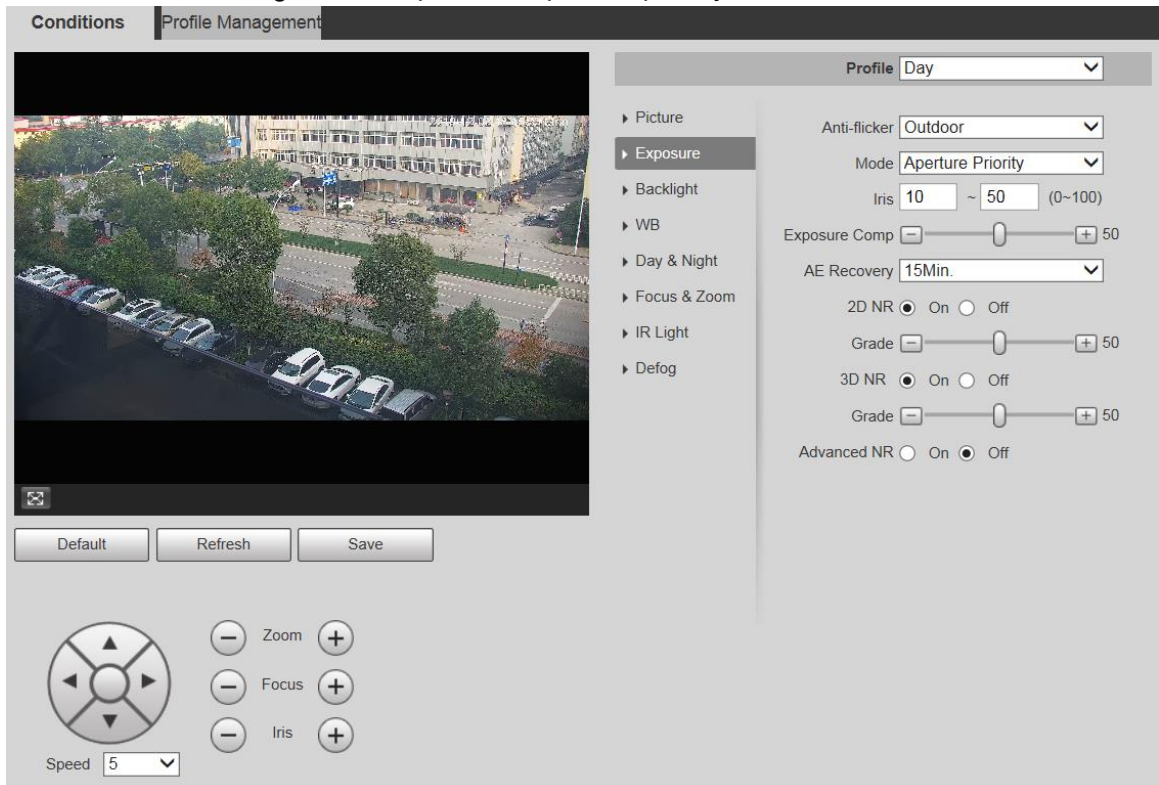 Conditions
Profile Management
Profile Day
Picture
Exposure
Backlight
WB
Day & Night
Focus & Zoom
IR Light
Defog
Anti-flicker Outdoor
Mode Aperture Priority
Iris 10 ~ 50 (0~100)
Exposure Comp - + 50
AE Recovery 15Min.
2D NR On Off
Grade - + 50
3D NR On Off
Grade - + 50
Advanced NR On Off
Default Refresh Save
- Zoom +
- Focus +
- Iris +
Speed 5